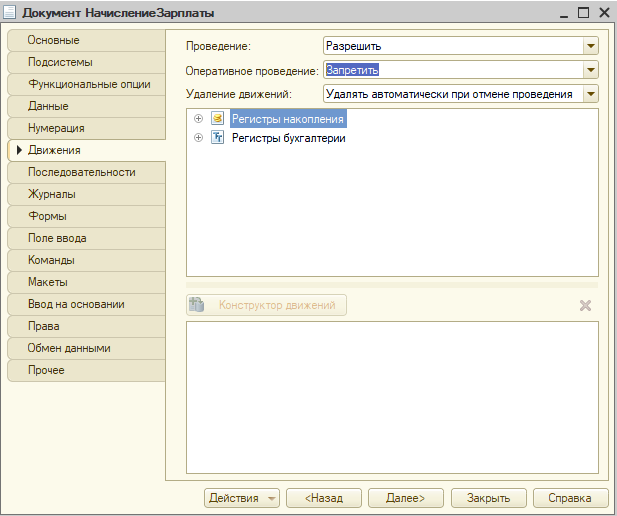 Документ НачислениеЗарплаты
Основные
Подсистемы
Функциональные опции
Данные
Нумерация
Движения
Последовательности
Журналы
Формы
Поле ввода
Команды
Макеты
Ввод на основании
Права
Обмен данными
Прочее
Проведение: Разрешить
Оперативное проведение: Запретить
Удаление движений: Удалять автоматически при отмене проведения
Регистры накопления
Регистры бухгалтерии
Конструктор движений
Действия <Назад Далее> Закрыть Справка